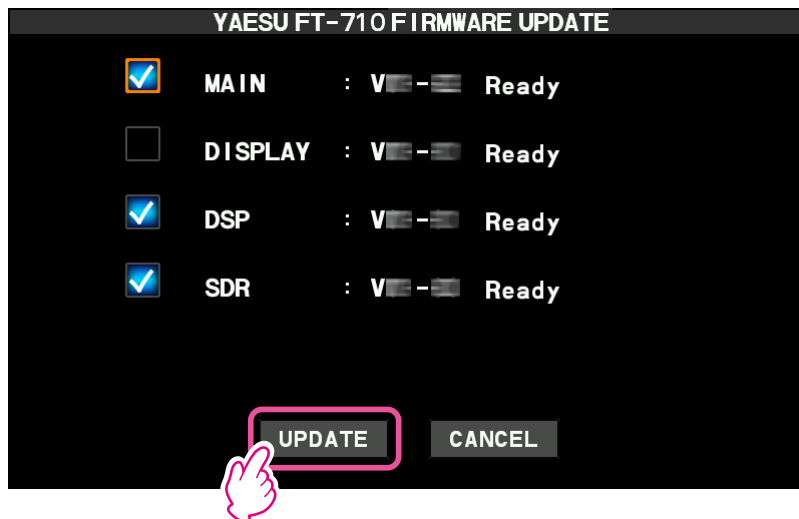 YAESU FT-710 FIRMWARE UPDATE
MAIN : V - Ready
DISPLAY : V - Ready
DSP : V - Ready
SDR : V - Ready
UPDATE CANCEL